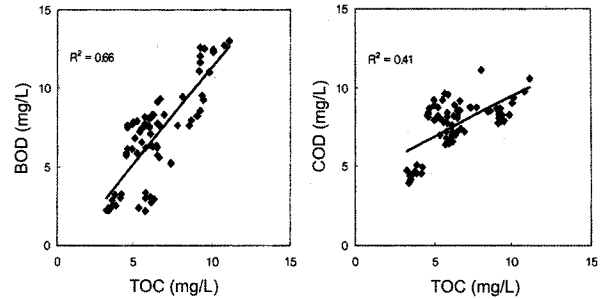 15
10
5
0
BOD (mg/L)
R² = 0.66
0 5 10 15
TOC (mg/L)
15
10
5
0
COD (mg/L)
R² = 0.41
0 5 10 15
TOC (mg/L)